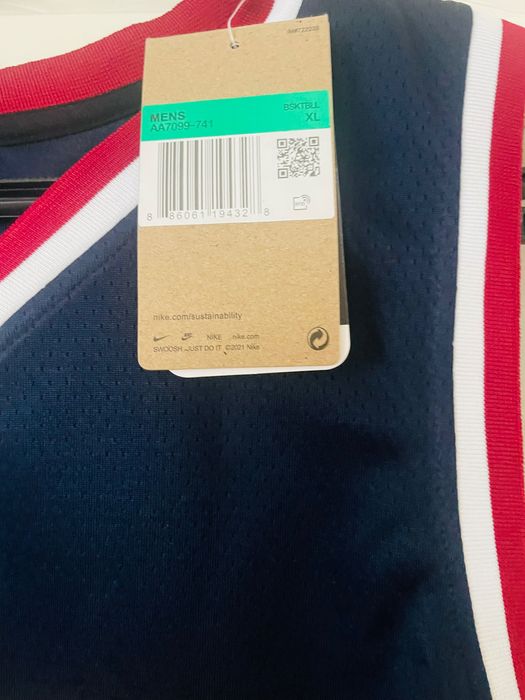 MENS
AA7099-741
BSKTBLL
XL
8 86061 19432 8
nike.com/sustainability
NIKE nike.com
SWOOSH JUST DO IT ©2021 Nike